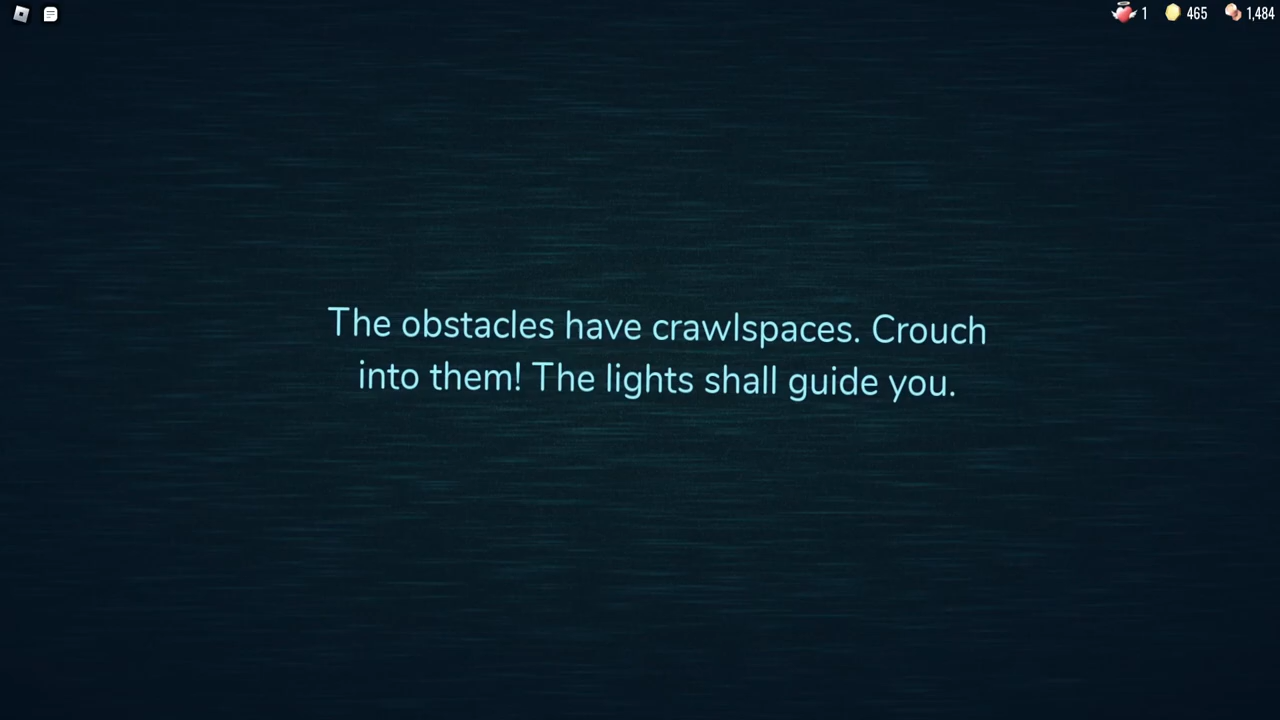 1 465 1,484
The obstacles have crawlspaces. Crouch
into them! The lights shall guide you.